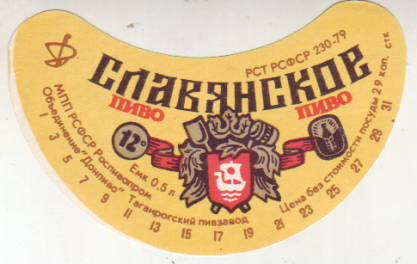 РСТ РСФСР 230-79
СЛАВЯНСКОЕ
ПИВО ПИВО
12°
МПП РСФСР Роспивопром
Объединение "Донпиво" Таганрогский пивзавод
Емк 0,5 л
Цена без стоимости посуды 29 коп. стк
1 3 5 7 9 11 13 15 17 19 21 23 25 27 29 31